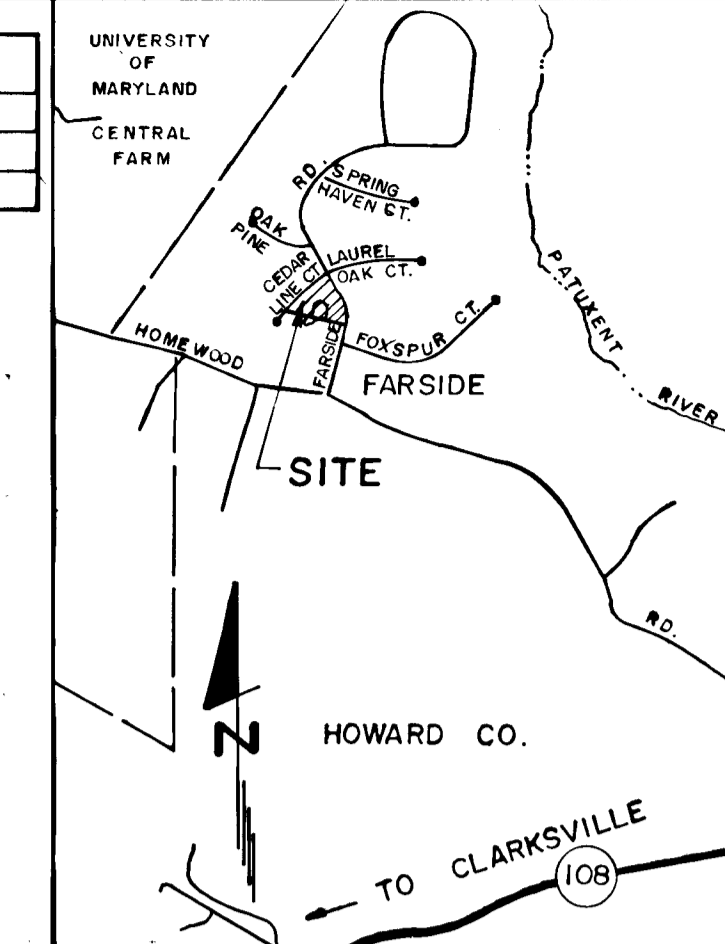 UNIVERSITY
OF
MARYLAND
CENTRAL
FARM
RD.
SPRING
HAVEN CT.
OAK
PINE
CEDAR
LINE CT.
LAUREL
OAK CT.
PATUXENT
RIVER
HOMEWOOD
FARSIDE
FOXSPUR CT.
FARSIDE
SITE
RD.
N
HOWARD CO.
TO CLARKSVILLE
108